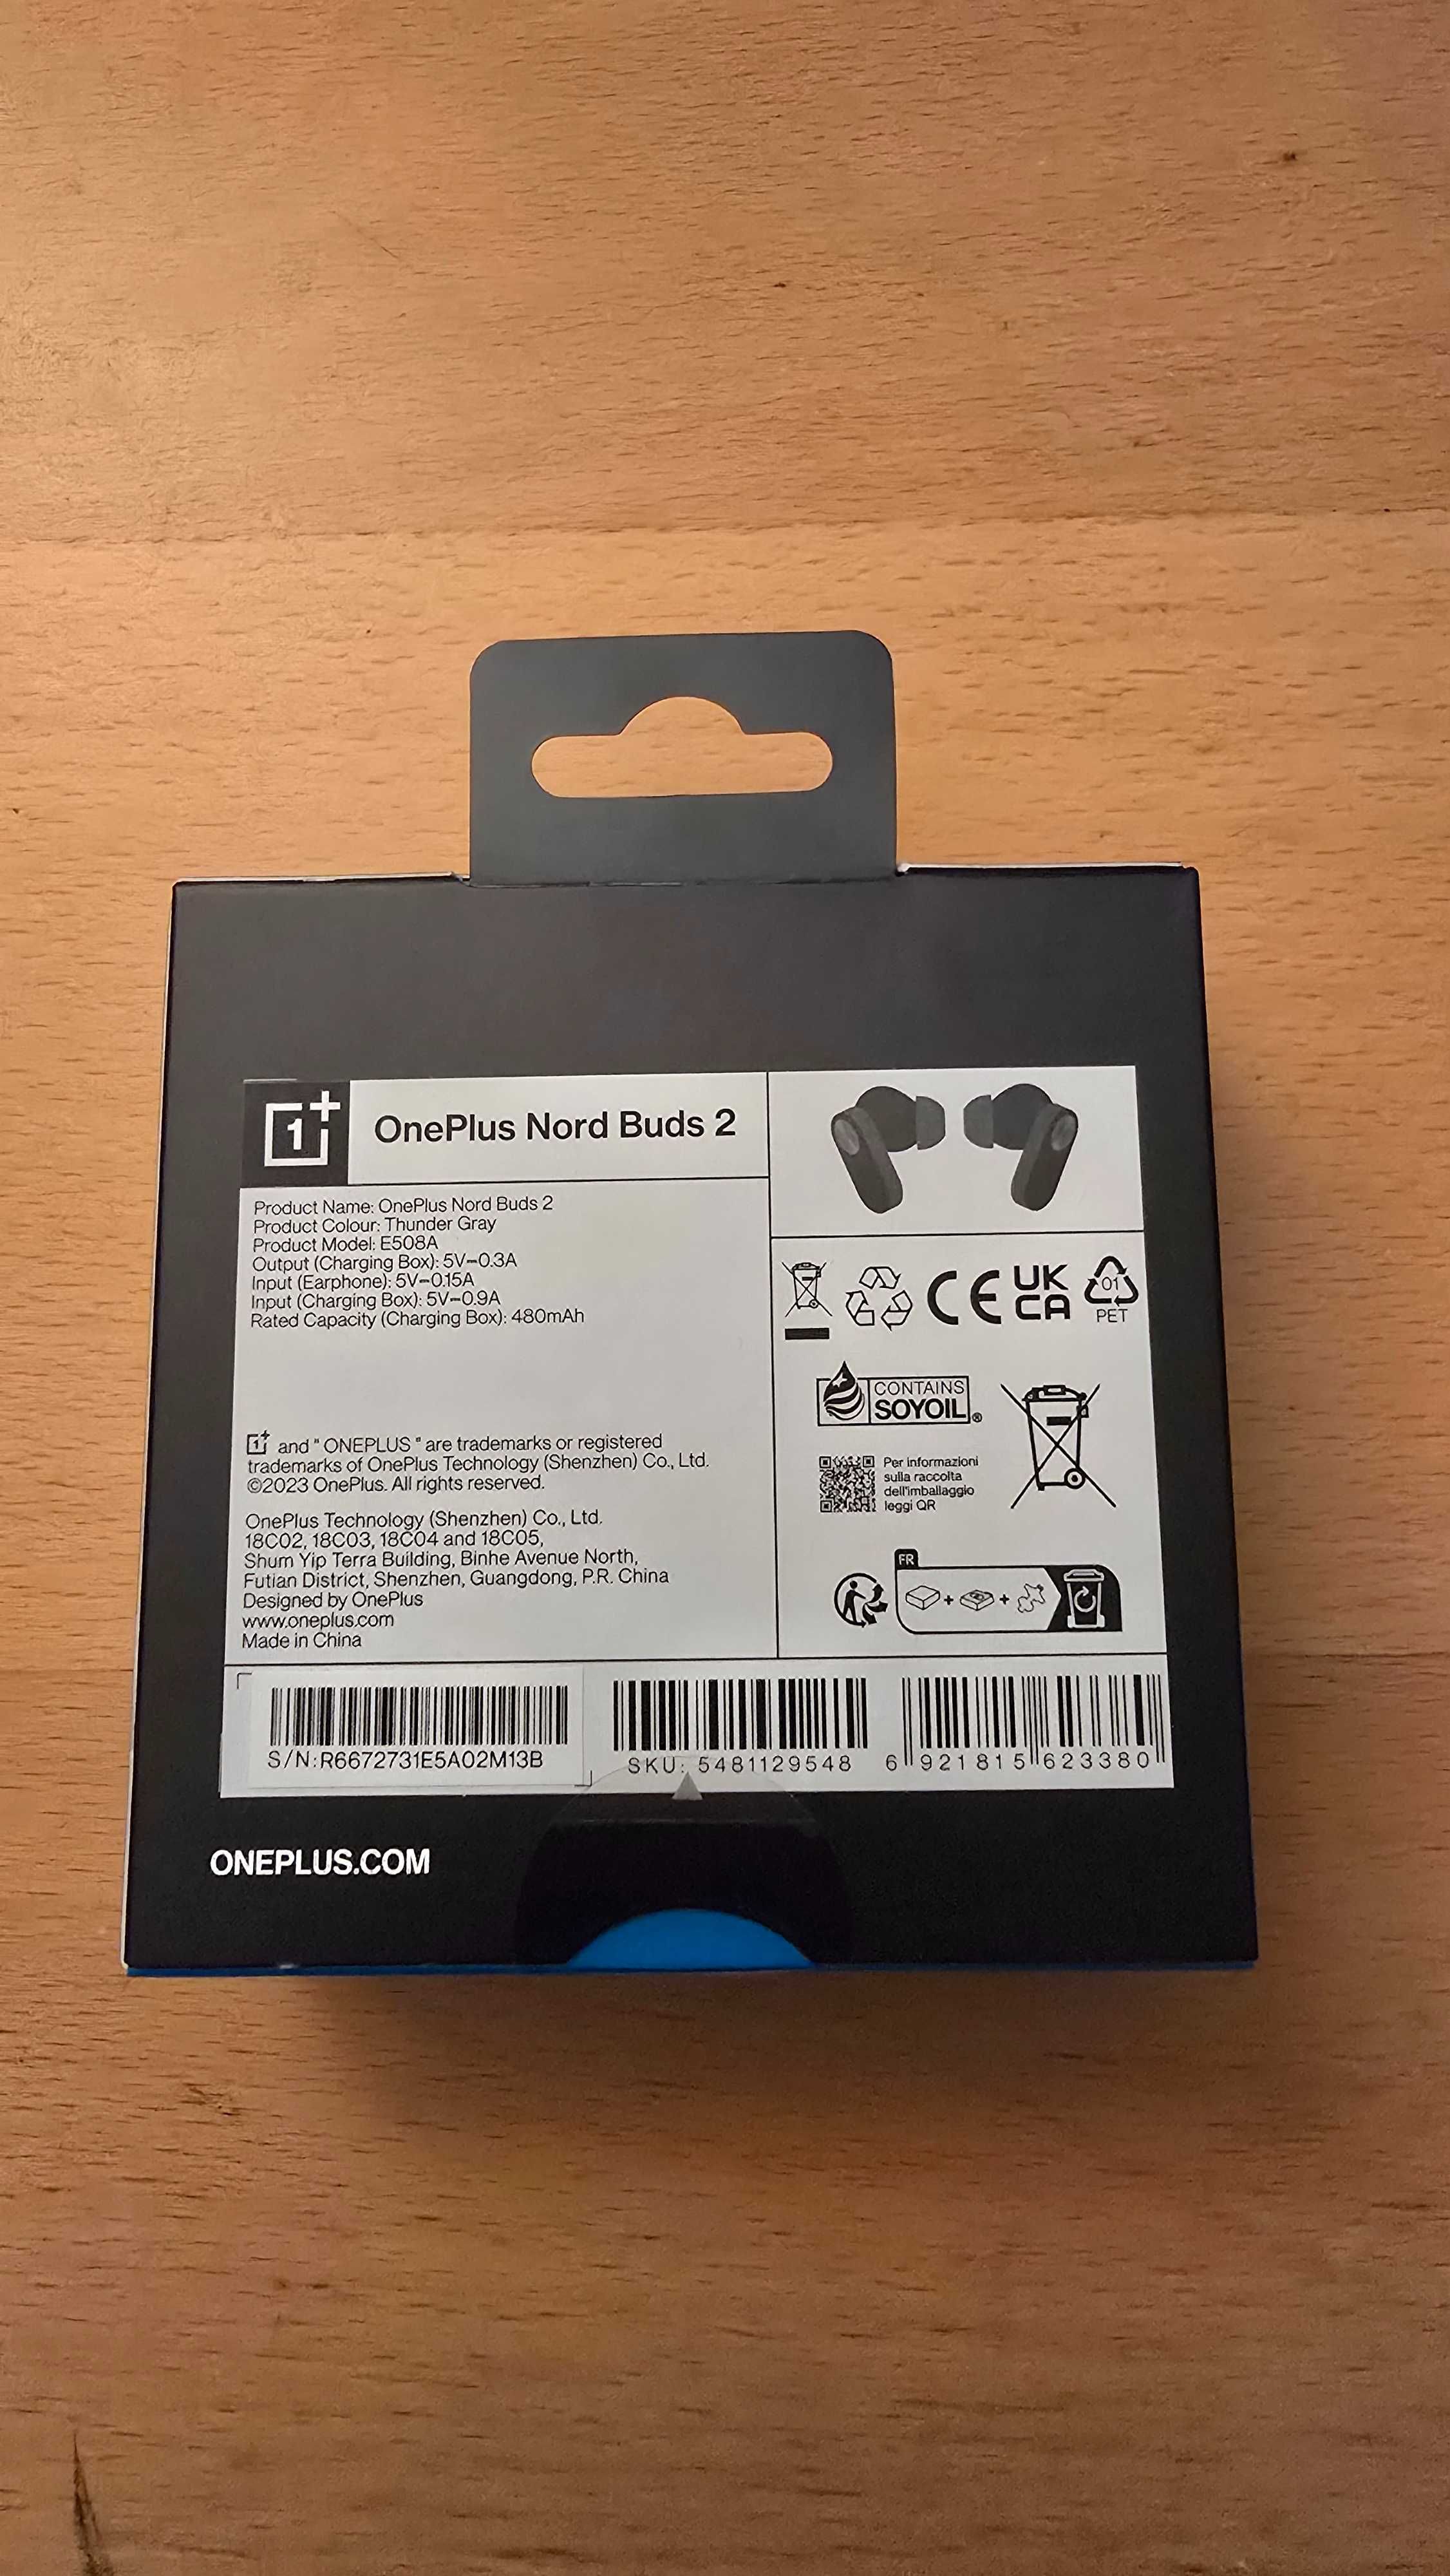 OnePlus Nord Buds 2
Product Name: OnePlus Nord Buds 2
Product Colour: Thunder Gray
Product Model: E508A
Output (Charging Box): 5V⎓0.3A
Input (Earphone): 5V⎓0.15A
Input (Charging Box): 5V⎓0.9A
Rated Capacity (Charging Box): 480mAh
and " ONEPLUS " are trademarks or registered
trademarks of OnePlus Technology (Shenzhen) Co., Ltd.
©2023 OnePlus. All rights reserved.
OnePlus Technology (Shenzhen) Co., Ltd.
18C02, 18C03, 18C04 and 18C05,
Shum Yip Terra Building, Binhe Avenue North,
Futian District, Shenzhen, Guangdong, P.R. China
Designed by OnePlus
www.oneplus.com
Made in China
CE
UK
CA
01
PET
CONTAINS
SOYOIL®
Per informazioni
sulla raccolta
dell'imballaggio
leggi QR
FR
S/N:R6672731E5A02M13B
SKU: 5481129548
6 921815 623380
ONEPLUS.COM